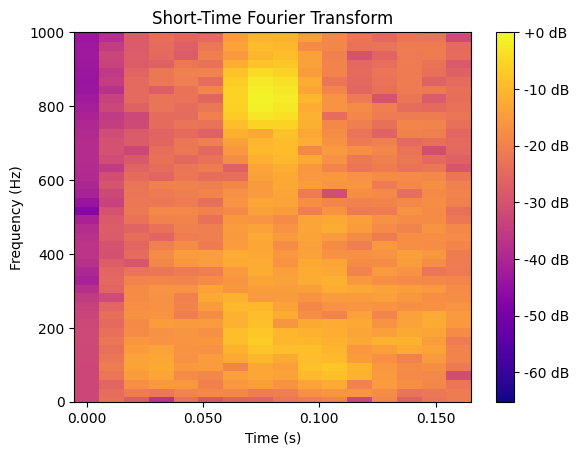 Short-Time Fourier Transform
1000
800
600
400
200
0
Frequency (Hz)
0.000
0.050
0.100
0.150
Time (s)
+0 dB
-10 dB
-20 dB
-30 dB
-40 dB
-50 dB
-60 dB